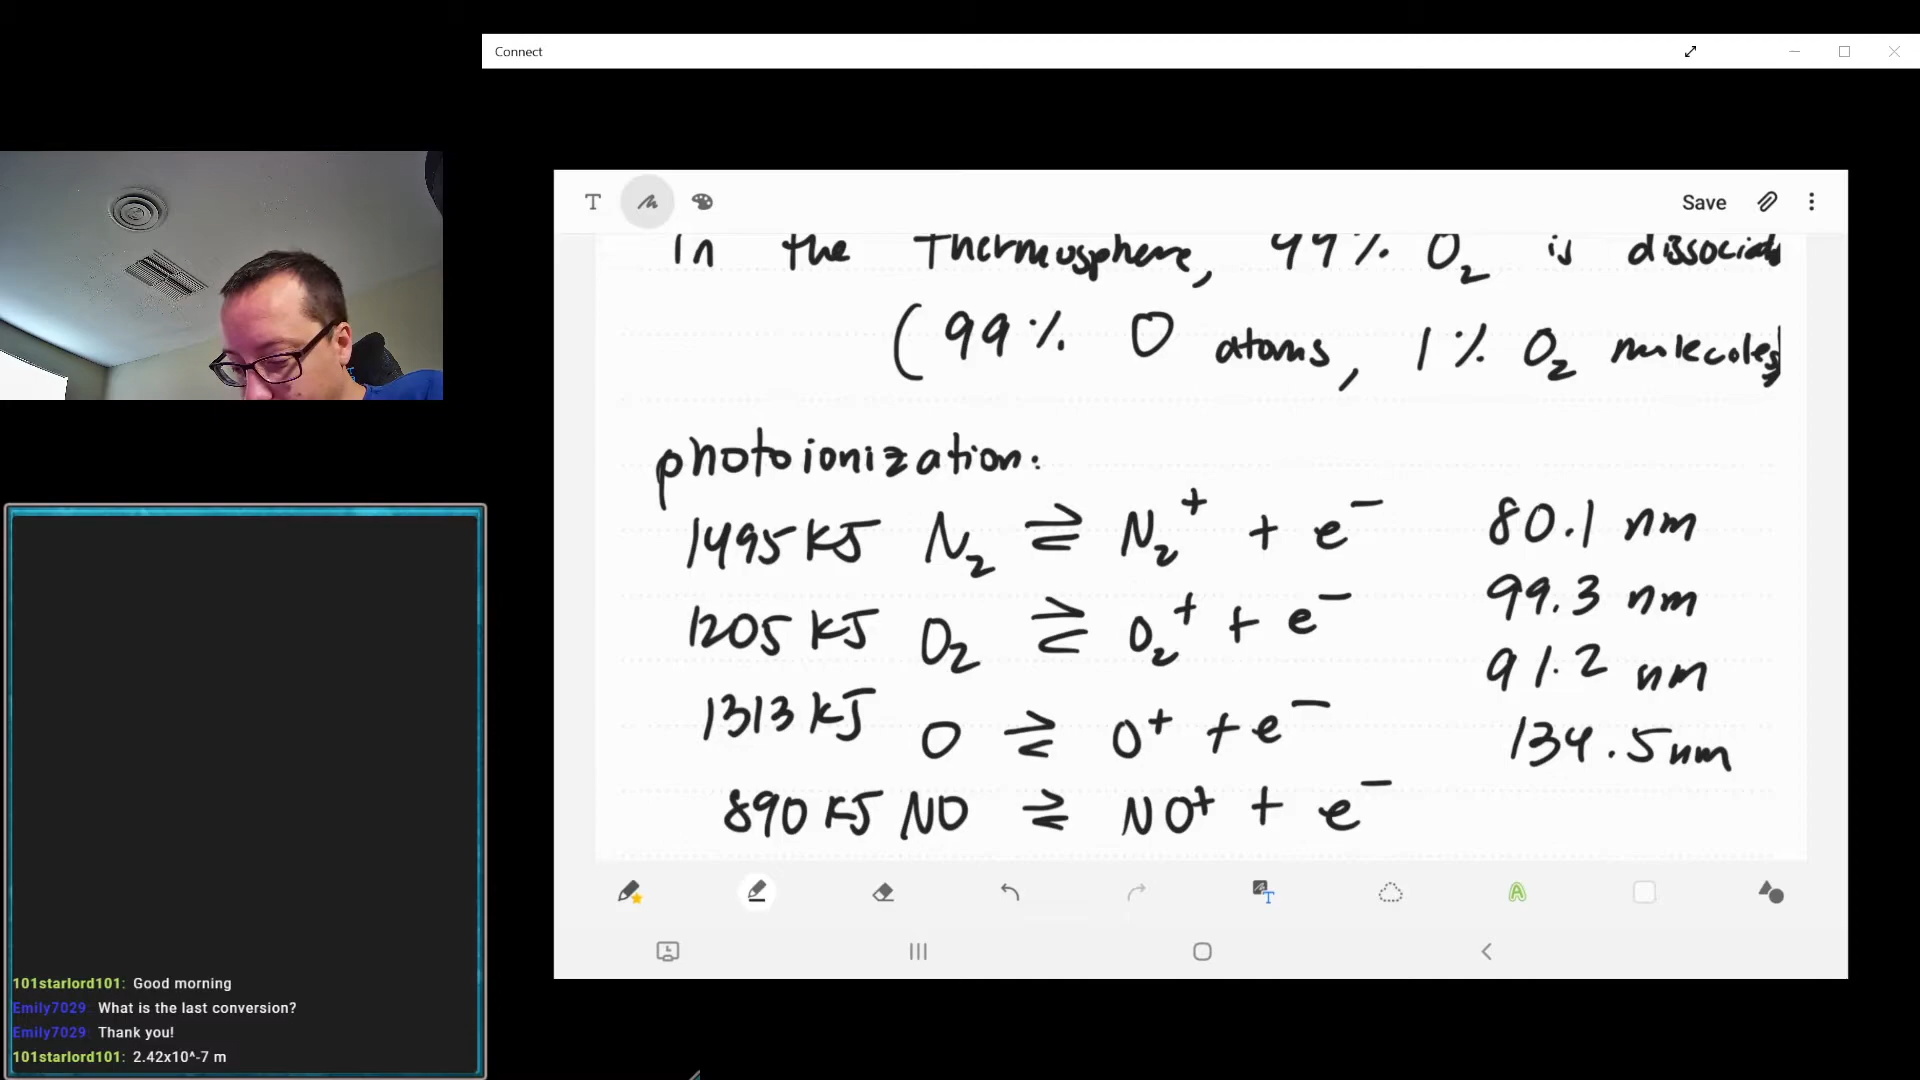 Connect
T Save
In the Thermosphere, 99% O₂ is dissociated
(99% O atoms, 1% O₂ molecules)
photoionization:
1495 kJ N₂ ⇌ N₂⁺ + e⁻ 80.1 nm
1205 kJ O₂ ⇌ O₂⁺ + e⁻ 99.3 nm
1313 kJ O ⇌ O⁺ + e⁻ 91.2 nm
890 kJ NO ⇌ NO⁺ + e⁻ 134.5 nm
101starlord101: Good morning
Emily7029: What is the last conversion?
Emily7029: Thank you!
101starlord101: 2.42x10^-7 m